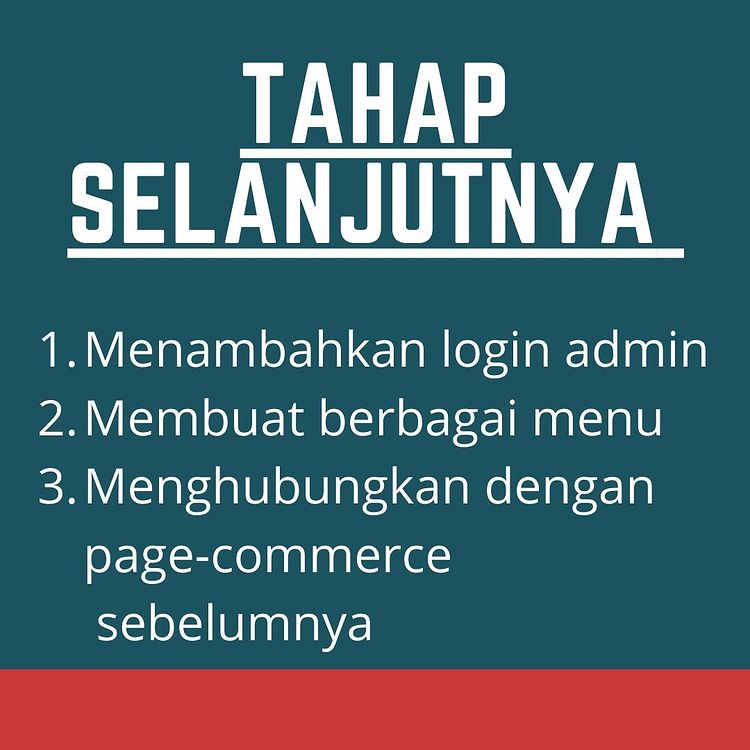 TAHAP
SELANJUTNYA
1. Menambahkan login admin
2. Membuat berbagai menu
3. Menghubungkan dengan
page-commerce
sebelumnya